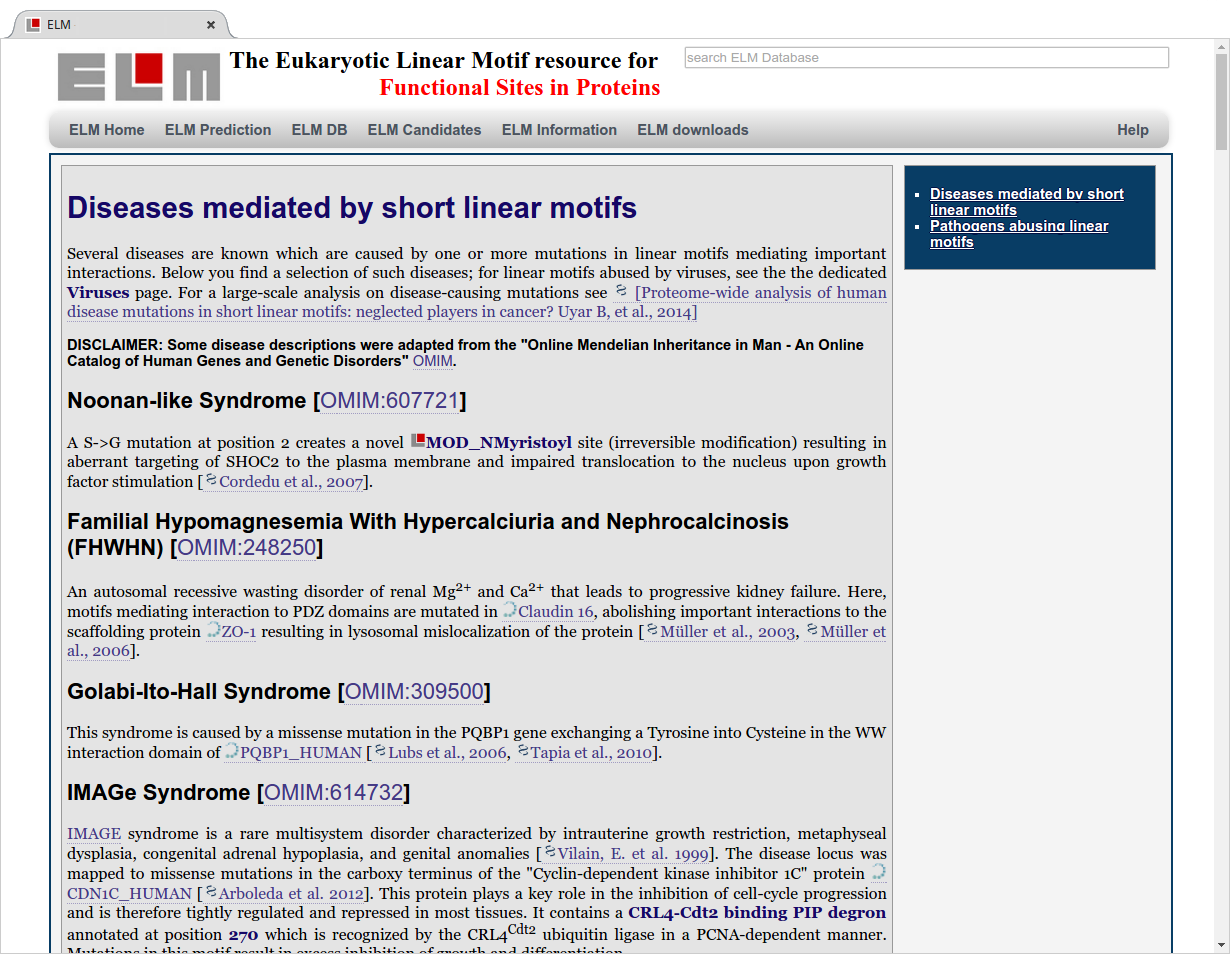 ELM
ELM
The Eukaryotic Linear Motif resource for
Functional Sites in Proteins
search ELM Database
ELM Home ELM Prediction ELM DB ELM Candidates ELM Information ELM downloads Help
Diseases mediated by short linear motifs
Several diseases are known which are caused by one or more mutations in linear motifs mediating important
interactions. Below you find a selection of such diseases; for linear motifs abused by viruses, see the the dedicated
Viruses page. For a large-scale analysis on disease-causing mutations see [Proteome-wide analysis of human
disease mutations in short linear motifs: neglected players in cancer? Uyar B, et al., 2014]
DISCLAIMER: Some disease descriptions were adapted from the "Online Mendelian Inheritance in Man - An Online
Catalog of Human Genes and Genetic Disorders" OMIM.
Noonan-like Syndrome [OMIM:607721]
A S->G mutation at position 2 creates a novel MOD_NMyristoyl site (irreversible modification) resulting in
aberrant targeting of SHOC2 to the plasma membrane and impaired translocation to the nucleus upon growth
factor stimulation [ Cordedu et al., 2007].
Familial Hypomagnesemia With Hypercalciuria and Nephrocalcinosis
(FHWHN) [OMIM:248250]
An autosomal recessive wasting disorder of renal Mg2+ and Ca2+ that leads to progressive kidney failure. Here,
motifs mediating interaction to PDZ domains are mutated in Claudin 16, abolishing important interactions to the
scaffolding protein ZO-1 resulting in lysosomal mislocalization of the protein [ Müller et al., 2003, Müller et
al., 2006].
Golabi-Ito-Hall Syndrome [OMIM:309500]
This syndrome is caused by a missense mutation in the PQBP1 gene exchanging a Tyrosine into Cysteine in the WW
interaction domain of PQBP1_HUMAN [ Lubs et al., 2006, Tapia et al., 2010].
IMAGe Syndrome [OMIM:614732]
IMAGE syndrome is a rare multisystem disorder characterized by intrauterine growth restriction, metaphyseal
dysplasia, congenital adrenal hypoplasia, and genital anomalies [ Vilain, E. et al. 1999]. The disease locus was
mapped to missense mutations in the carboxy terminus of the "Cyclin-dependent kinase inhibitor 1C" protein
CDN1C_HUMAN [ Arboleda et al. 2012]. This protein plays a key role in the inhibition of cell-cycle progression
and is therefore tightly regulated and repressed in most tissues. It contains a CRL4-Cdt2 binding PIP degron
annotated at position 270 which is recognized by the CRL4Cdt2 ubiquitin ligase in a PCNA-dependent manner.
Mutations in this motif result in excess inhibition of growth and differentiation.
Diseases mediated by short
linear motifs
Pathogens abusing linear
motifs